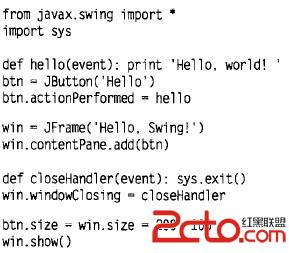 from javax.swing import *
import sys
def hello(event): print 'Hello, world! '
btn = JButton('Hello')
btn.actionPerformed = hello
win = JFrame('Hello, Swing!')
win.contentPane.add(btn)
def closeHandler(event): sys.exit()
win.windowClosing = closeHandler
btn.size = win.size =
win.show()
2cto.com
红黑联盟